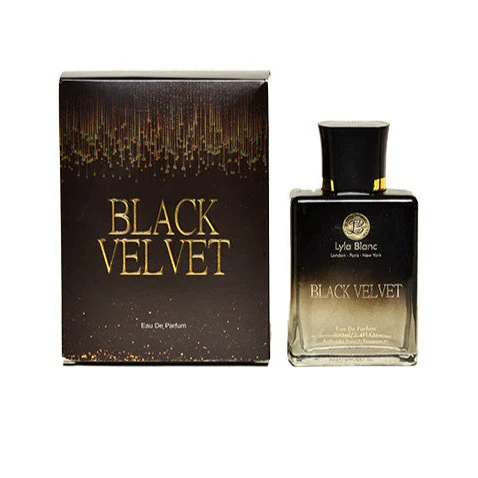 BLACK
VELVET
Eau De Parfum
Lyla Blanc
London - Paris - New York
BLACK VELVET
Eau De Parfum